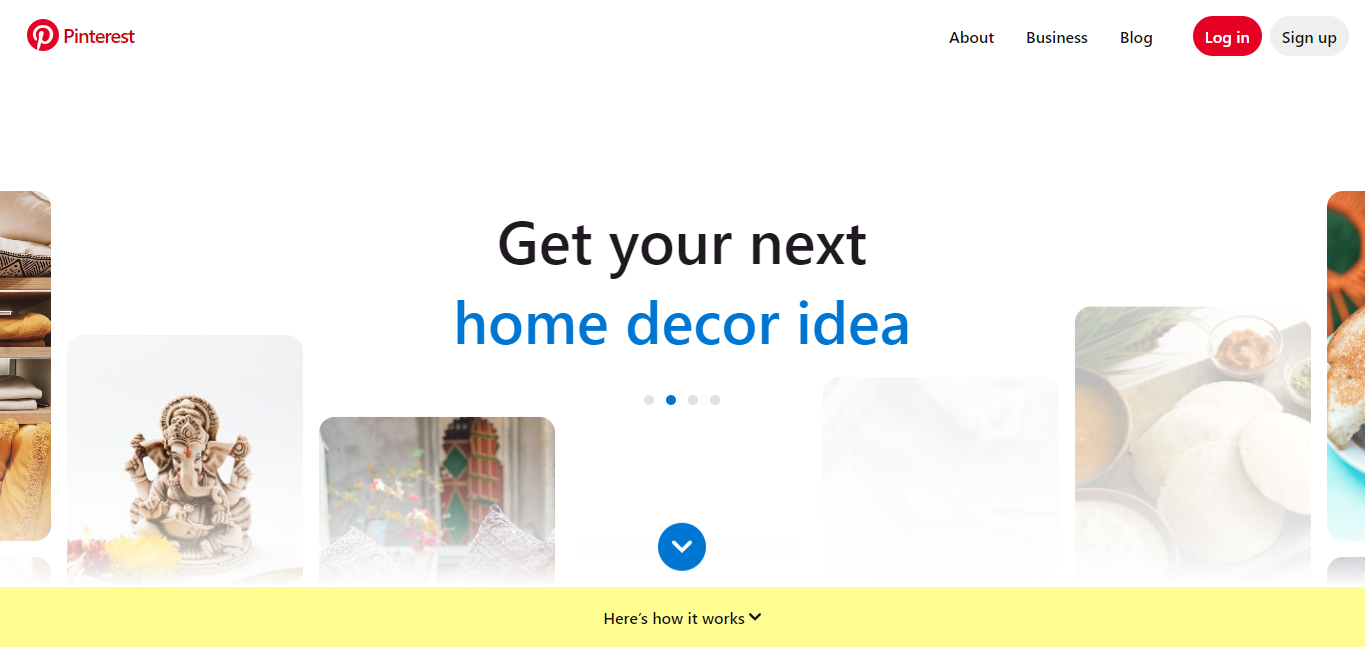 Pinterest
About
Business
Blog
Log in
Sign up
Get your next
home decor idea
Here's how it works